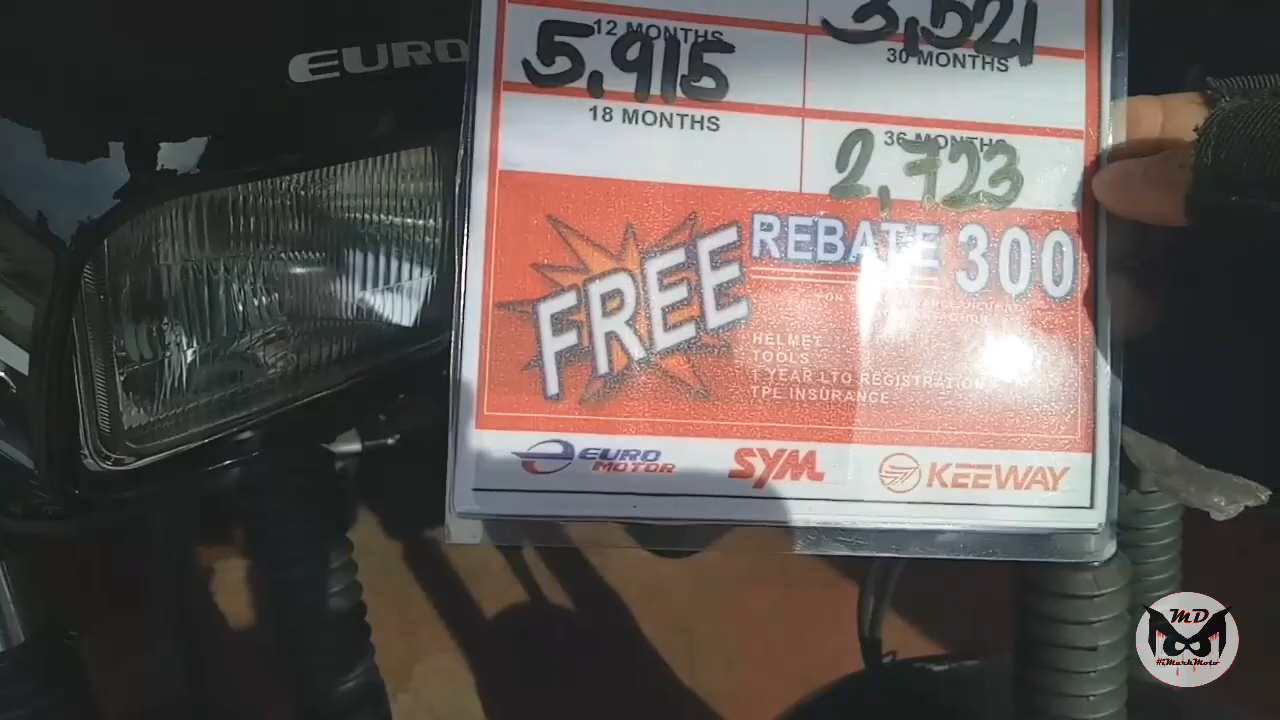 EURO
3,521
12 MONTHS
5,915
30 MONTHS
18 MONTHS
36 MONTHS
2,723
FREE
REBATE 300
HELMET
TOOLS
1 YEAR LTO REGISTRATION
TPL INSURANCE
EURO MOTOR
SYM
KEEWAY
MD
#iMarkMoto